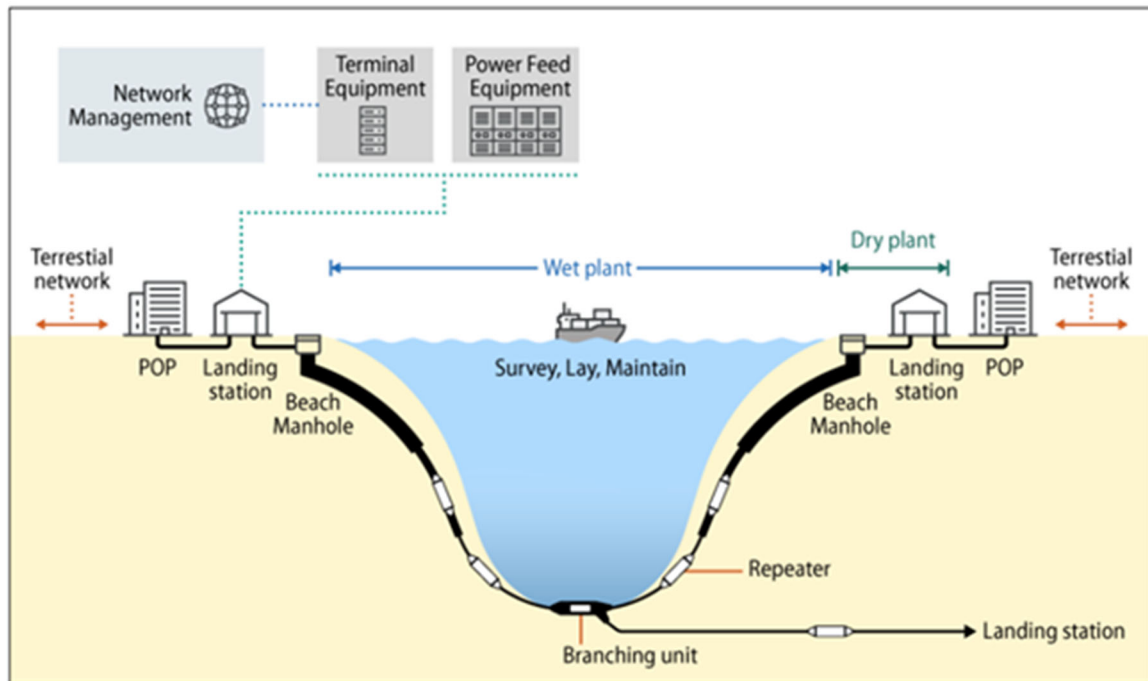 Network
Management
Terminal
Equipment
Power Feed
Equipment
Terrestial
network
Wet plant
Dry plant
Terrestial
network
POP
Landing
station
Beach
Manhole
Survey, Lay, Maintain
Beach
Manhole
Landing
station
POP
Repeater
Branching unit
Landing station